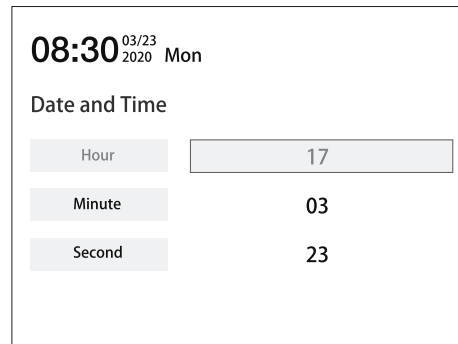 08:30 03/23 2020 Mon
Date and Time
Hour 17
Minute 03
Second 23